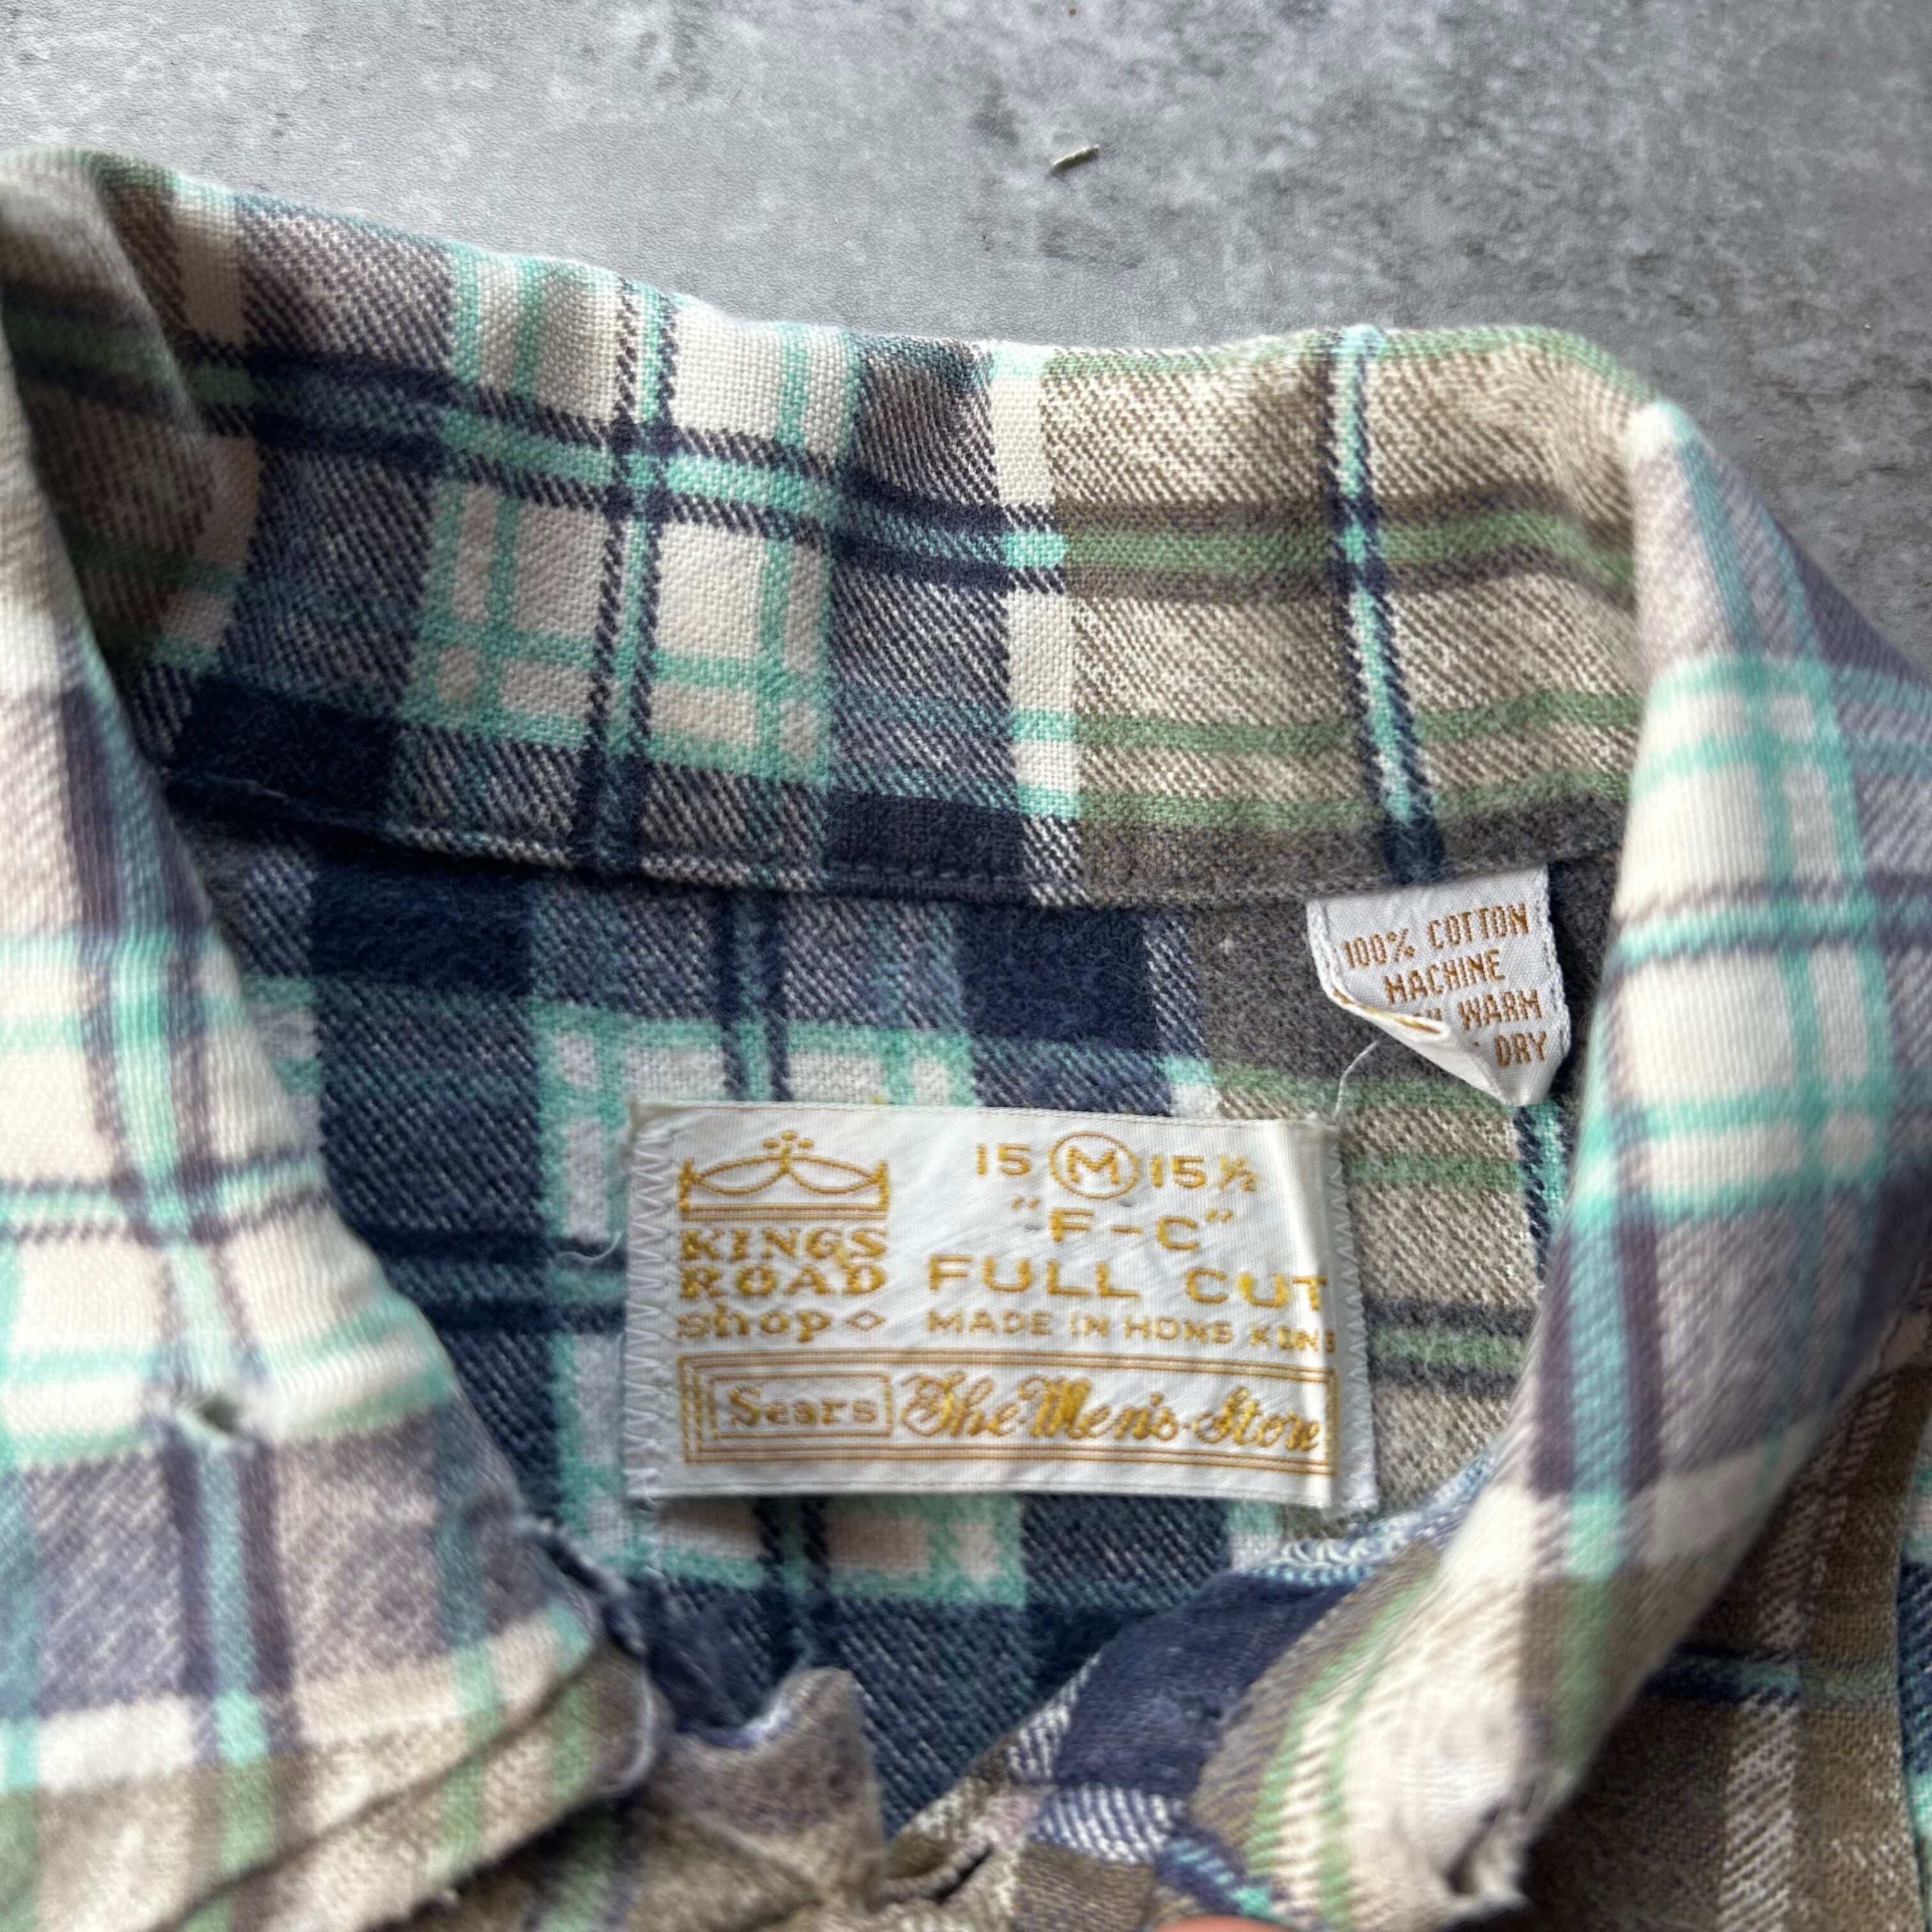 100% COTTON
MACHINE
WARM
DRY
KINGS
ROAD
shop
15 M 15½
"F-C"
FULL CUT
MADE IN HONG KONG
Sears The Men's Store